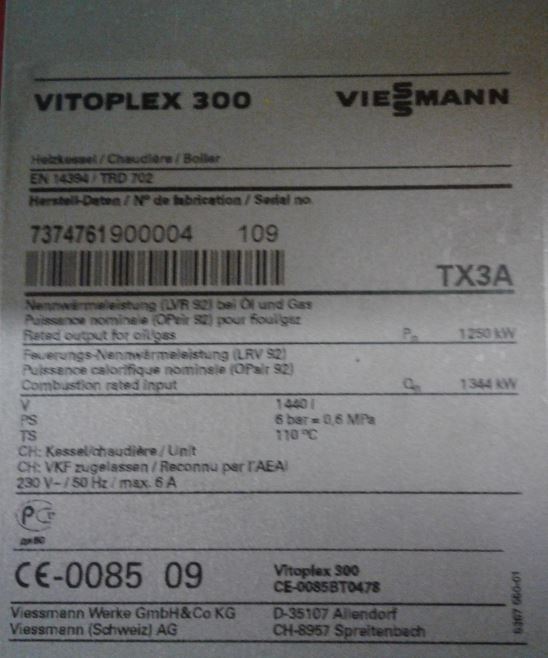 VITOPLEX 300 VIESSMANN
Heizkessel / Chaudière / Boiler
EN 14394 / TRD 702
Herstell-Daten / N° de fabrication / Serial no.
7374761900004 109
TX3A
Nennwärmeleistung (LVR 92) bei Öl und Gas
Puissance nominale (OPair 92) pour fioul/gaz
Rated output for oil/gas Pn 1250 kW
Feuerungs-Nennwärmeleistung (LRV 92)
Puissance calorifique nominale (OPair 92)
Combustion rated input Qn 1344 kW
V 1440 l
PS 6 bar = 0,6 MPa
TS 110 °C
CH: Kessel/chaudière / Unit
CH: VKF zugelassen / Reconnu par l'AEAI
230 V~ / 50 Hz / max. 6 A
CE-0085 09 Vitoplex 300
CE-0085BT0478
Viessmann Werke GmbH&Co KG D-35107 Allendorf
Viessmann (Schweiz) AG CH-8957 Spreitenbach